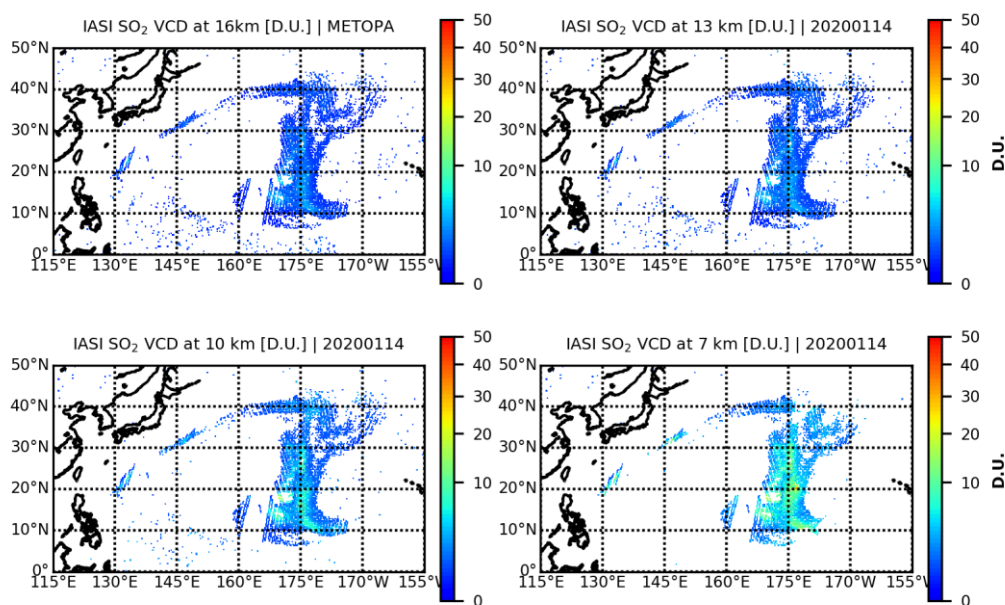 IASI SO₂ VCD at 16km [D.U.] | METOPA
50
50°N
40
40°N
30
30°N
20
20°N
10
10°N
0°
115°E 130°E 145°E 160°E 175°E 170°W 155°W
0
IASI SO₂ VCD at 13 km [D.U.] | 20200114
50
50°N
40
40°N
30
30°N
20
D.U.
20°N
10
10°N
0°
115°E 130°E 145°E 160°E 175°E 170°W 155°W
0
IASI SO₂ VCD at 10 km [D.U.] | 20200114
50
50°N
40
40°N
30
30°N
20
20°N
10
10°N
0°
115°E 130°E 145°E 160°E 175°E 170°W 155°W
0
IASI SO₂ VCD at 7 km [D.U.] | 20200114
50
50°N
40
40°N
30
30°N
20
D.U.
20°N
10
10°N
0°
115°E 130°E 145°E 160°E 175°E 170°W 155°W
0